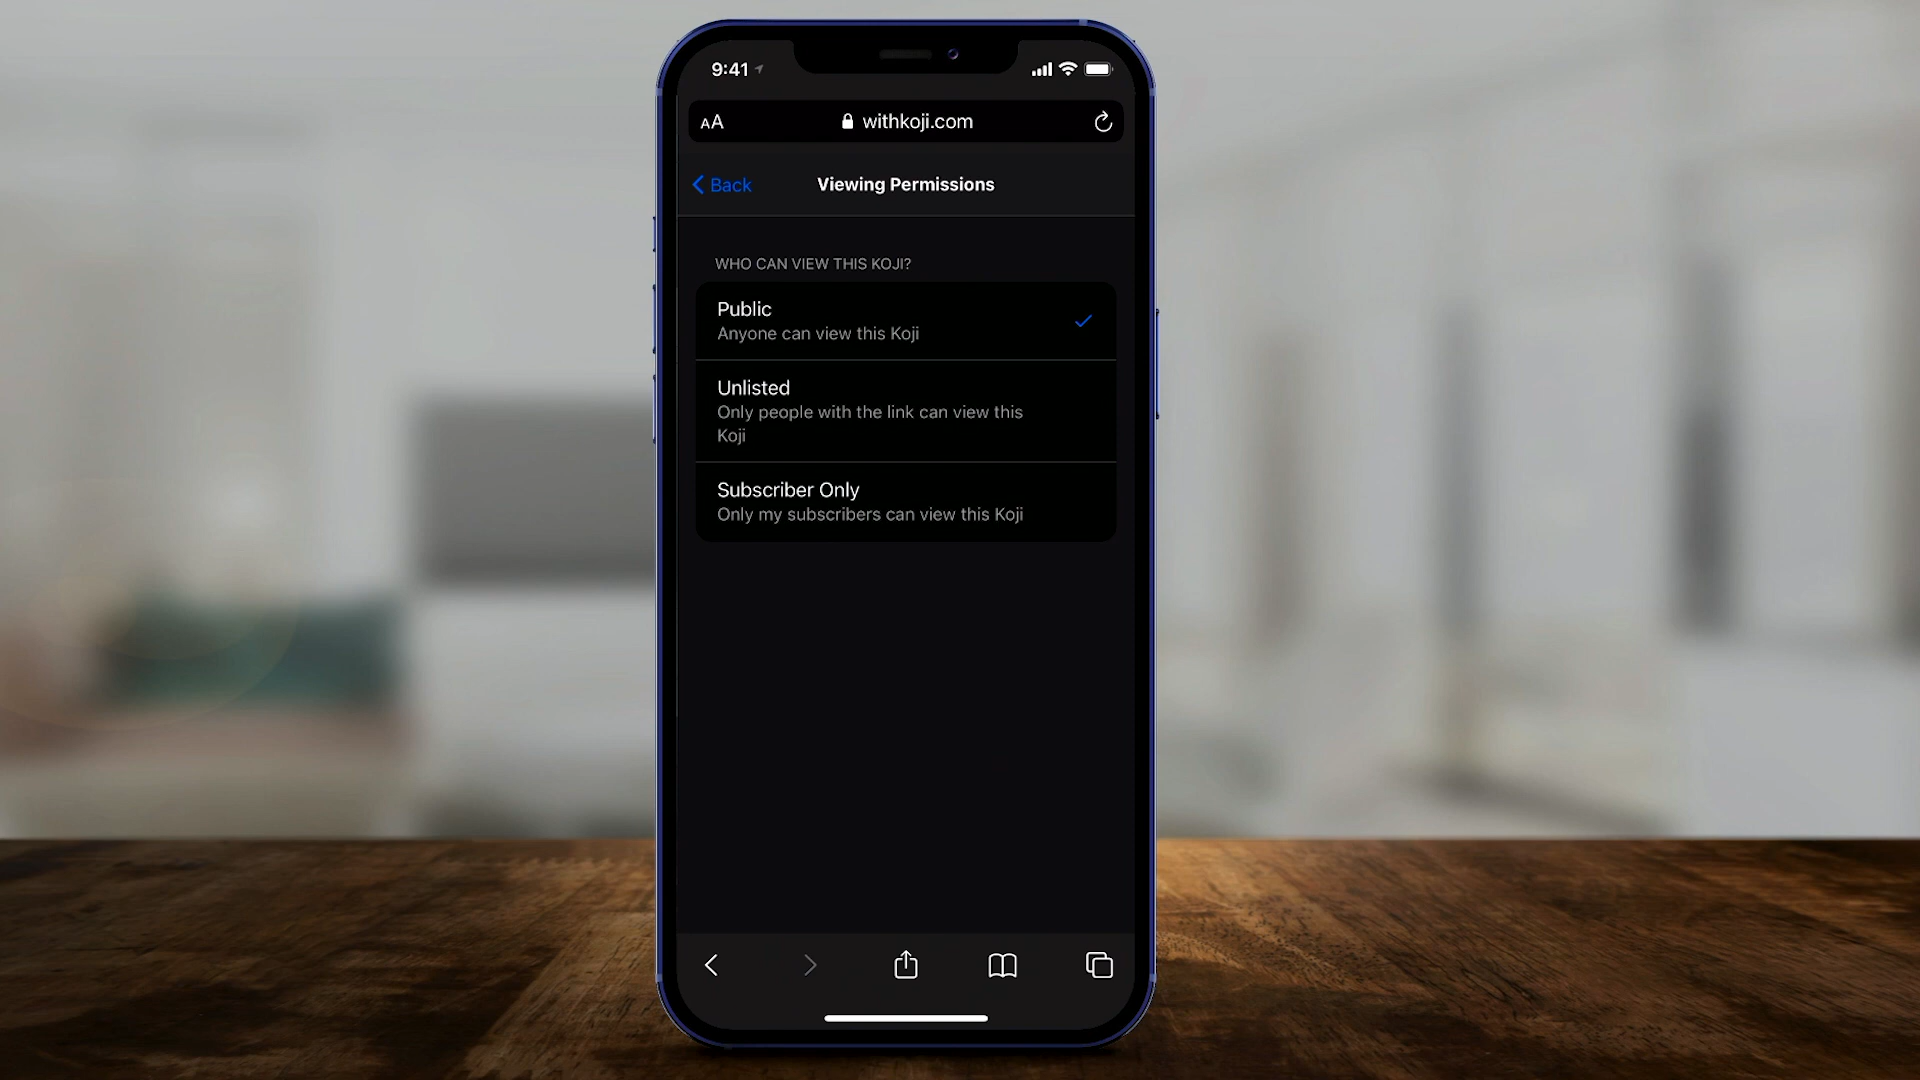 9:41
AA withkoji.com
Back Viewing Permissions
WHO CAN VIEW THIS KOJI?
Public
Anyone can view this Koji
Unlisted
Only people with the link can view this
Koji
Subscriber Only
Only my subscribers can view this Koji